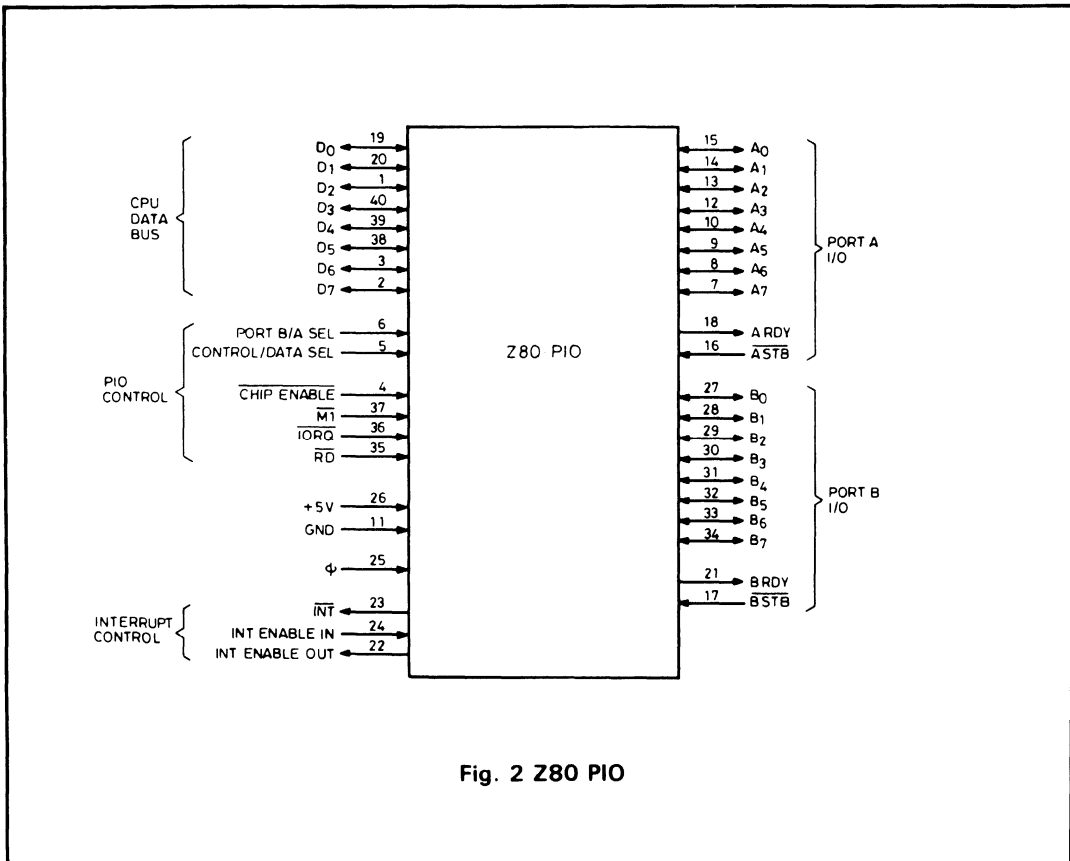 D0 19
D1 20
D2 1
D3 40
D4 39
D5 38
D6 3
D7 2
CPU
DATA
BUS
PORT B/A SEL 6
CONTROL/DATA SEL 5
CHIP ENABLE 4
M1 37
IORQ 36
RD 35
PIO
CONTROL
+5V 26
GND 11
ϕ 25
INT 23
INT ENABLE IN 24
INT ENABLE OUT 22
INTERRUPT
CONTROL
Z80 PIO
15 A0
14 A1
13 A2
12 A3
10 A4
9 A5
8 A6
7 A7
18 ARDY
16 ASTB
PORT A
I/O
27 B0
28 B1
29 B2
30 B3
31 B4
32 B5
33 B6
34 B7
21 BRDY
17 BSTB
PORT B
I/O
Fig. 2 Z80 PIO